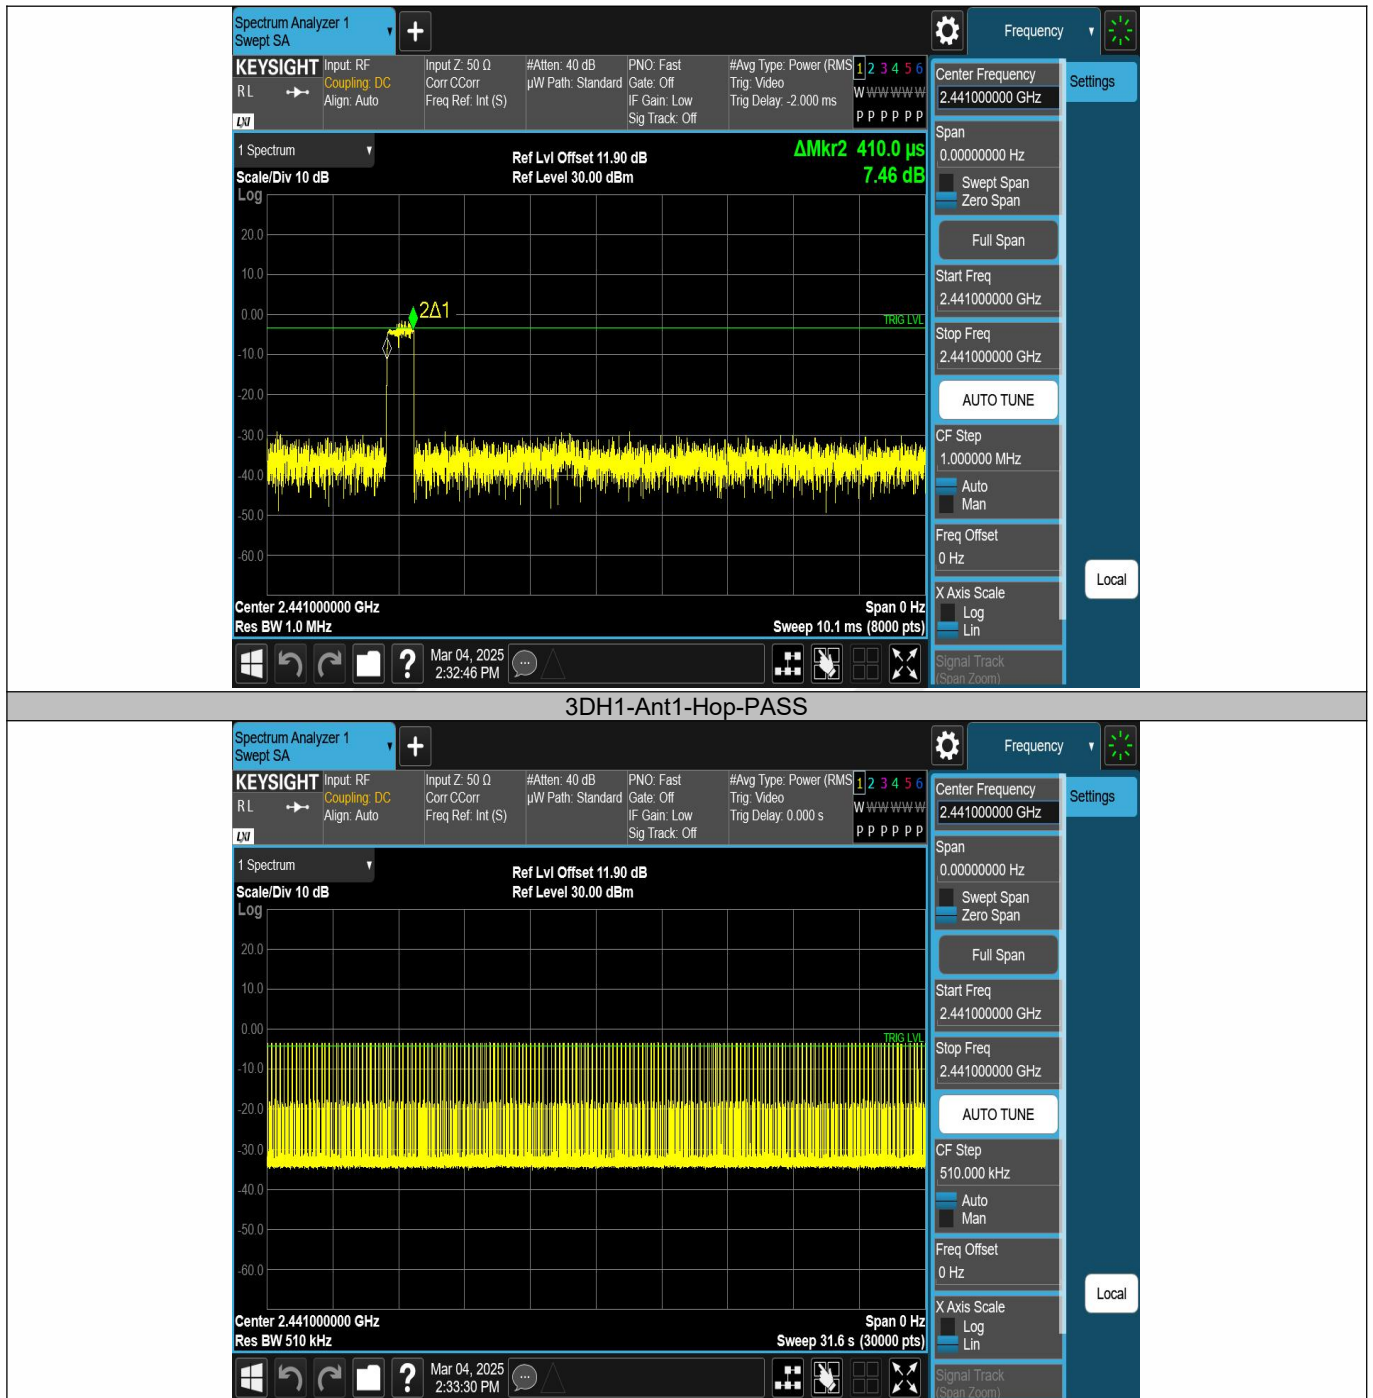 Spectrum Analyzer 1
Swept SA
+
Frequency
KEYSIGHT
RL
LXI
Input: RF
Coupling: DC
Align: Auto
Input Z: 50 Ω
Corr CCorr
Freq Ref: Int (S)
#Atten: 40 dB
µW Path: Standard
PNO: Fast
Gate: Off
IF Gain: Low
Sig Track: Off
#Avg Type: Power (RMS
Trig: Video
Trig Delay: -2.000 ms
1 2 3 4 5 6
W W W W W W
P P P P P P
Center Frequency
2.441000000 GHz
Settings
1 Spectrum
Scale/Div 10 dB
Ref Lvl Offset 11.90 dB
Ref Level 30.00 dBm
ΔMkr2 410.0 µs
7.46 dB
Span
0.00000000 Hz
Swept Span
Zero Span
Full Span
Start Freq
2.441000000 GHz
Stop Freq
2.441000000 GHz
AUTO TUNE
CF Step
1.000000 MHz
Auto
Man
Freq Offset
0 Hz
X Axis Scale
Log
Lin
Signal Track
(Span Zoom)
Local
Log
20.0
10.0
0.00
-10.0
-20.0
-30.0
-40.0
-50.0
-60.0
2Δ1
TRIG LVL
Center 2.441000000 GHz
Res BW 1.0 MHz
Span 0 Hz
Sweep 10.1 ms (8000 pts)
?
Mar 04, 2025
2:32:46 PM
3DH1-Ant1-Hop-PASS
Spectrum Analyzer 1
Swept SA
+
Frequency
KEYSIGHT
RL
LXI
Input: RF
Coupling: DC
Align: Auto
Input Z: 50 Ω
Corr CCorr
Freq Ref: Int (S)
#Atten: 40 dB
µW Path: Standard
PNO: Fast
Gate: Off
IF Gain: Low
Sig Track: Off
#Avg Type: Power (RMS
Trig: Video
Trig Delay: 0.000 s
1 2 3 4 5 6
W W W W W W
P P P P P P
Center Frequency
2.441000000 GHz
Settings
1 Spectrum
Scale/Div 10 dB
Ref Lvl Offset 11.90 dB
Ref Level 30.00 dBm
Span
0.00000000 Hz
Swept Span
Zero Span
Full Span
Start Freq
2.441000000 GHz
Stop Freq
2.441000000 GHz
AUTO TUNE
CF Step
510.000 kHz
Auto
Man
Freq Offset
0 Hz
X Axis Scale
Log
Lin
Signal Track
(Span Zoom)
Local
Log
20.0
10.0
0.00
-10.0
-20.0
-30.0
-40.0
-50.0
-60.0
TRIG LVL
Center 2.441000000 GHz
Res BW 510 kHz
Span 0 Hz
Sweep 31.6 s (30000 pts)
?
Mar 04, 2025
2:33:30 PM